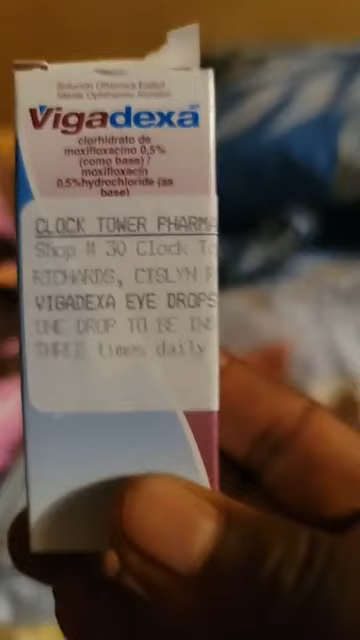 Solución Oftálmica Estéril
Sterile Ophthalmic Solution
Vigadexa
clorhidrato de
moxifloxacino 0,5%
(como base) /
moxifloxacin
0,5%hydrochloride (as
base)
CLOCK TOWER PHARMA
Shop # 30 Clock To
RICHARDS, CISLYN
VIGADEXA EYE DROPS
ONE DROP TO BE INS
THREE times daily